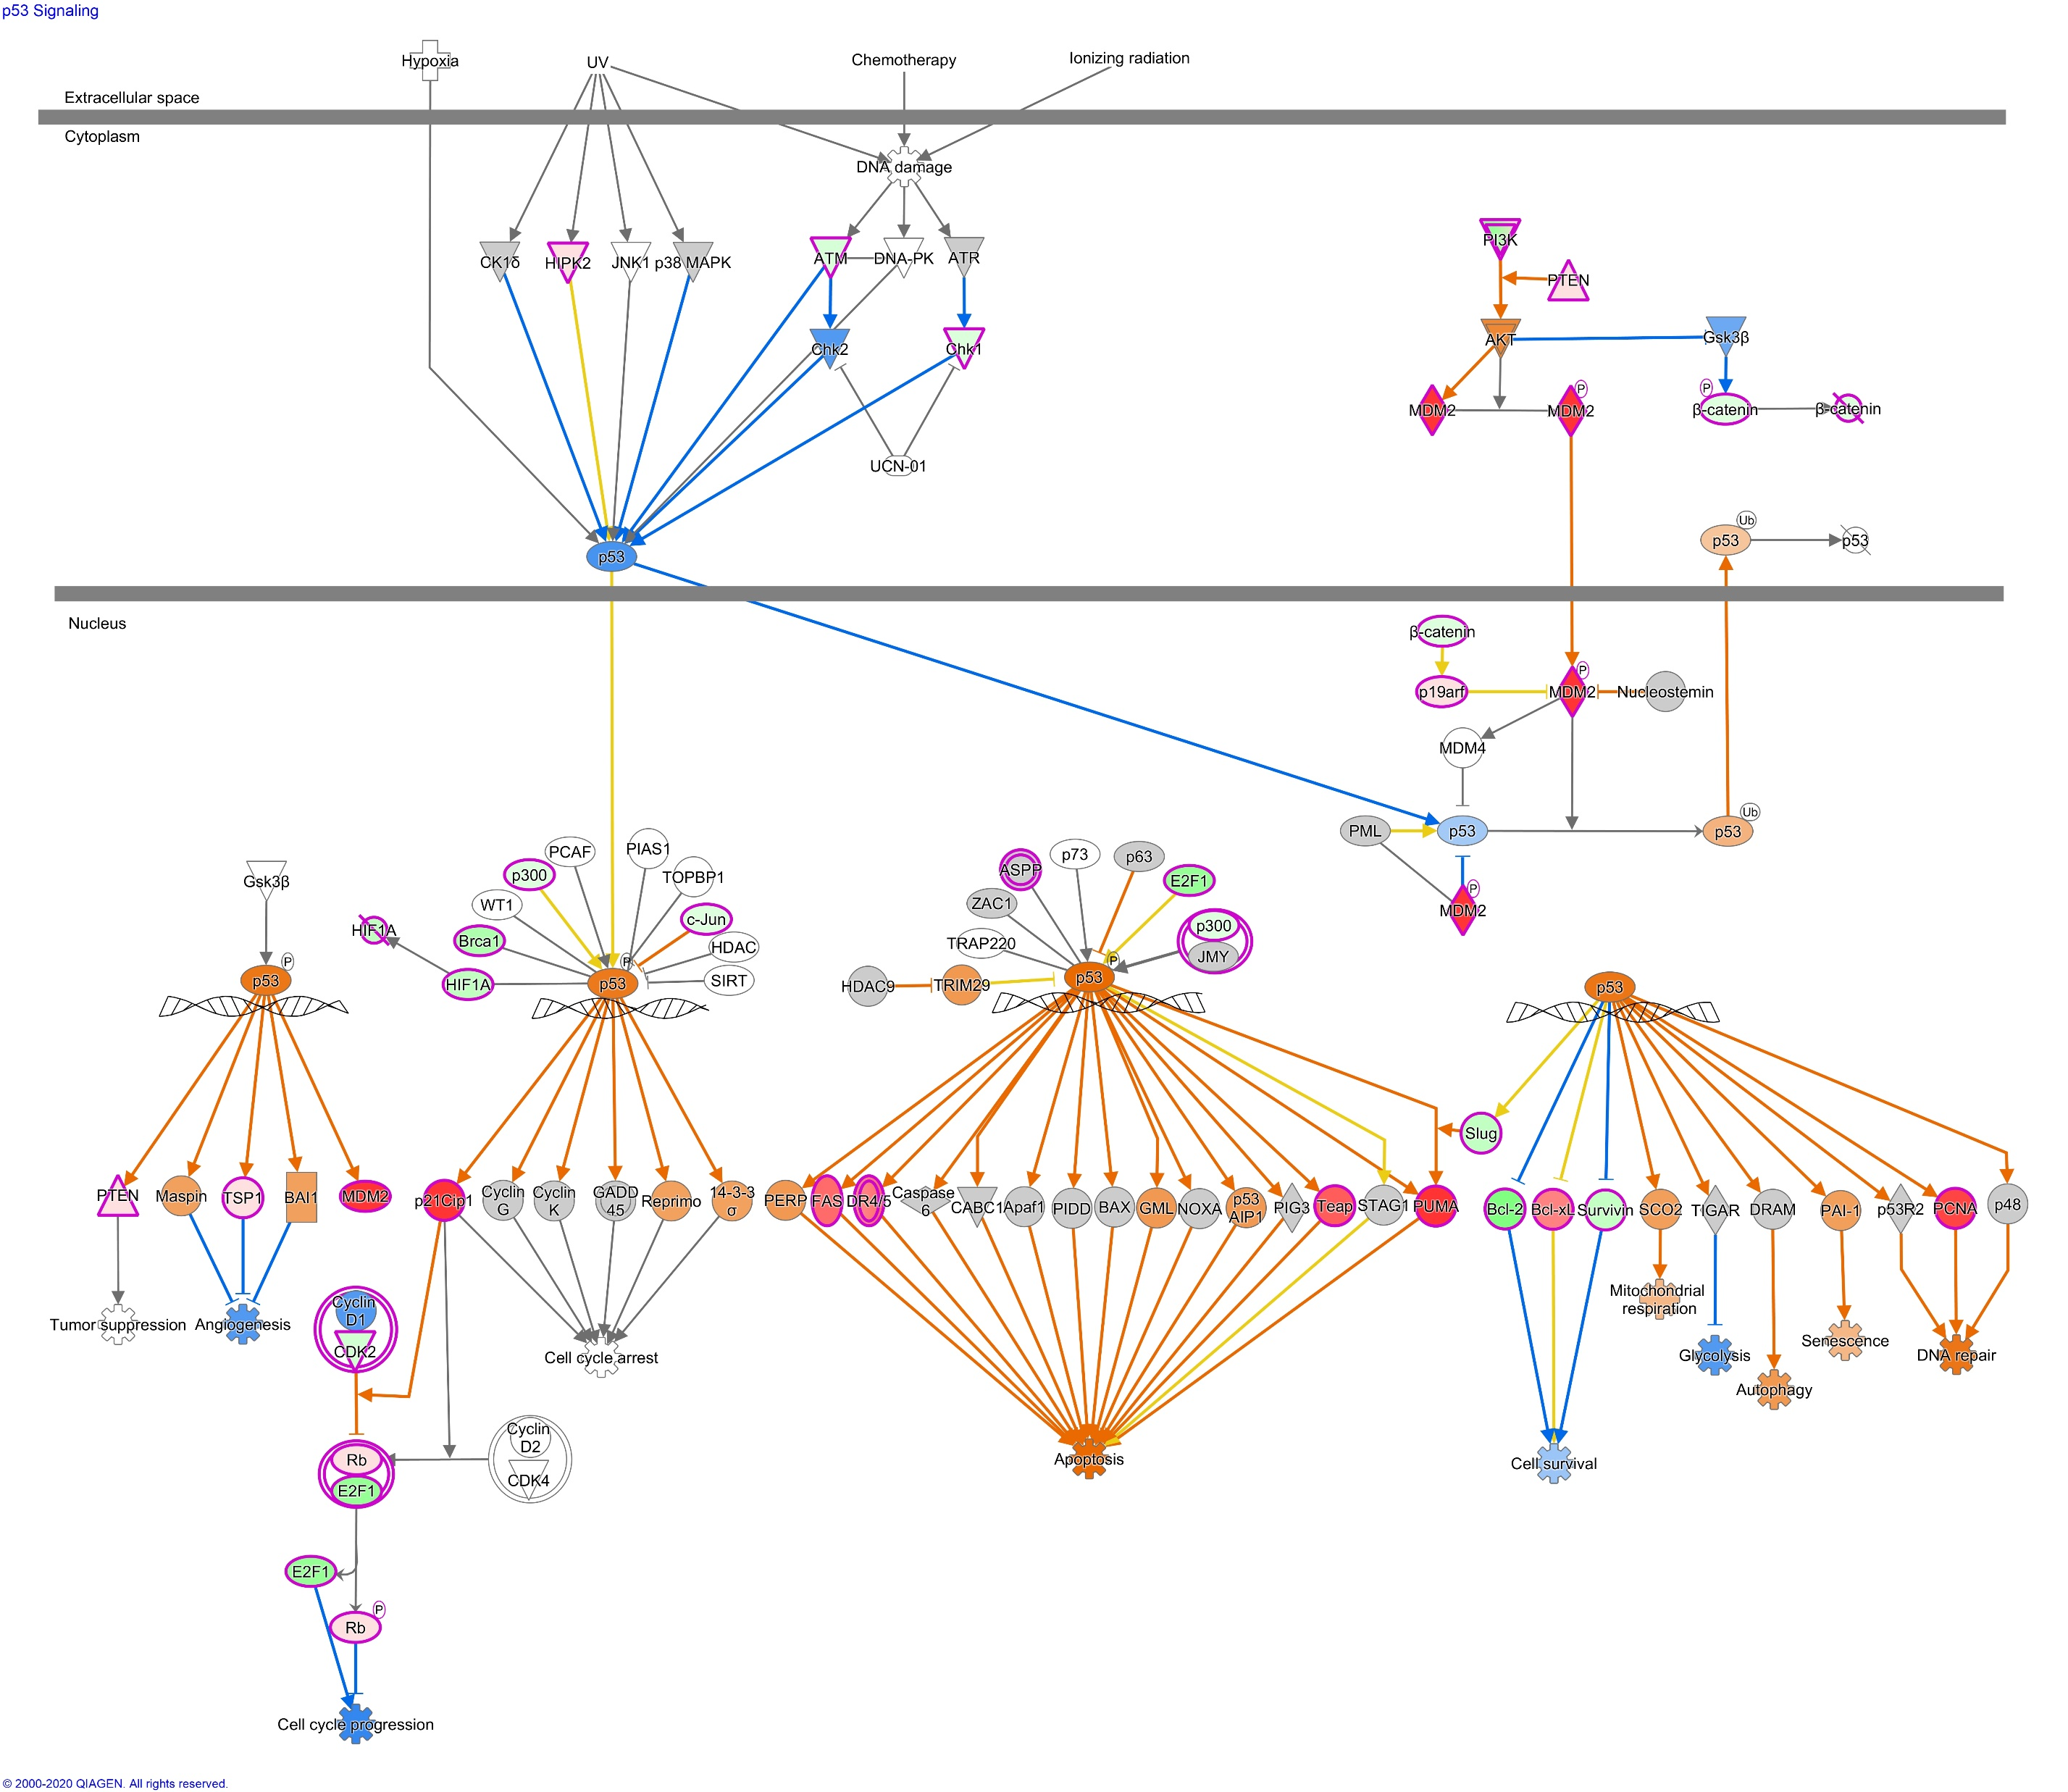 p53 Signaling
Hypoxia
UV
Chemotherapy
Ionizing radiation
Extracellular space
Cytoplasm
DNA damage
CK1δ
HIPK2
JNK1
p38 MAPK
ATM
DNA-PK
ATR
Chk2
Chk1
UCN-01
p53
PI3K
PTEN
AKT
Gsk3β
MDM2
P
MDM2
P
β-catenin
β-catenin
Ub
p53
p53
Nucleus
β-catenin
p19arf
P
MDM2
Nucleostemin
MDM4
PML
p53
Ub
p53
P
MDM2
Gsk3β
P
p53
HIF1A
HIF1A
Brca1
WT1
p300
PCAF
PIAS1
TOPBP1
c-Jun
HDAC
SIRT
P
p53
HDAC9
TRIM29
TRAP220
ZAC1
ASPP
p73
p63
E2F1
p300
JMY
P
p53
p53
PTEN
Maspin
TSP1
BAI1
MDM2
p21Cip1
Cyclin
G
Cyclin
K
GADD
45
Reprimo
14-3-3
σ
PERP
FAS
DR4/5
Caspase
6
CABC1
Apaf1
PIDD
BAX
GML
NOXA
p53
AIP1
PIG3
Teap
STAG1
PUMA
Slug
Bcl-2
Bcl-xL
Survivin
SCO2
TIGAR
DRAM
PAI-1
p53R2
PCNA
p48
Tumor suppression
Angiogenesis
Cyclin
D1
CDK2
Cell cycle arrest
Mitochondrial
respiration
Glycolysis
Senescence
DNA repair
Autophagy
Cyclin
D2
CDK4
Rb
E2F1
Apoptosis
Cell survival
E2F1
P
Rb
Cell cycle progression
© 2000-2020 QIAGEN. All rights reserved.